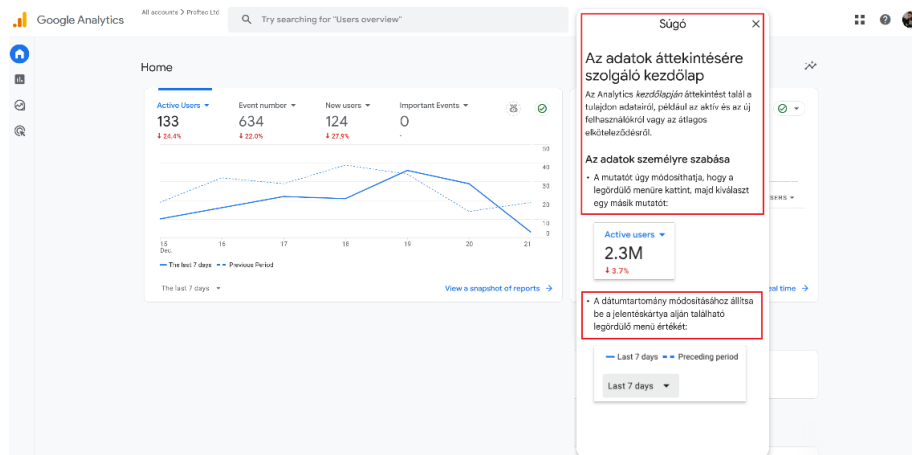 Google Analytics
All accounts > Proftec Ltd
Try searching for "Users overview"
Home
Active Users
133
↓ 24.4%
Event number
634
↓ 22.0%
New users
124
↓ 27.9%
Important Events
0
-
50
40
30
20
10
0
15
Dec.
16
17
18
19
20
21
The last 7 days
Previous Period
The last 7 days
View a snapshot of reports
SERS
eal time
Súgó
Az adatok áttekintésére
szolgáló kezdőlap
Az Analytics kezdőlapján áttekintést talál a
tulajdon adatairól, például az aktív és az új
felhasználókról vagy az átlagos
elköteleződésről.
Az adatok személyre szabása
• A mutatót úgy módosíthatja, hogy a
legördülő menüre kattint, majd kiválaszt
egy másik mutatót:
Active users
2.3M
↓ 3.7%
• A dátumtartomány módosításához állítsa
be a jelentéskártya alján található
legördülő menü értékét:
Last 7 days
Preceding period
Last 7 days